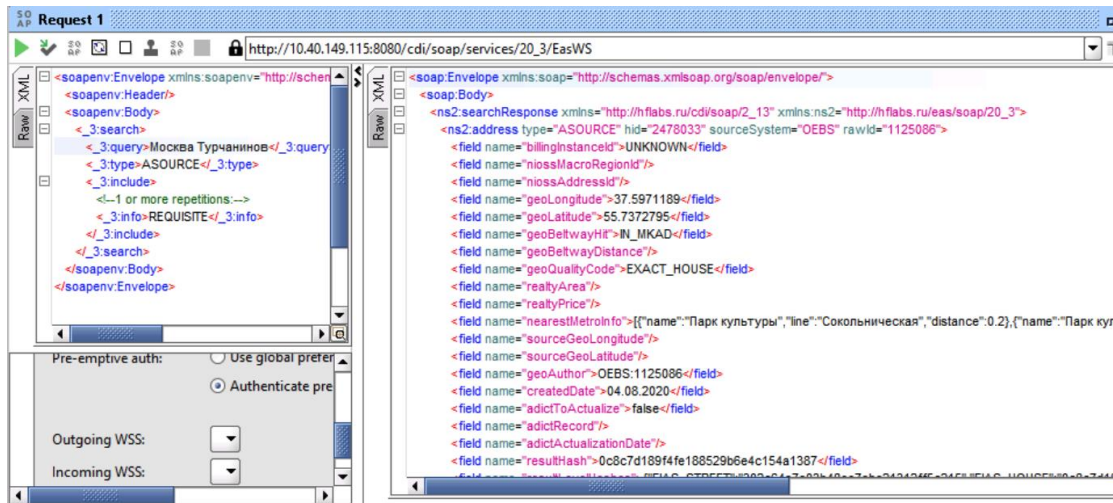 SO AP Request 1
http://10.40.149.115:8080/cdi/soap/services/20_3/EasWS
XML
Raw
<soapenv:Envelope xmlns:soapenv="http://schen
<soapenv:Header/>
<soapenv:Body>
<_3:search>
<_3:query>Москва Турчанинов</_3:query
<_3:type>ASOURCE</_3:type>
<_3:include>
<!--1 or more repetitions:-->
<_3:info>REQUISITE</_3:info>
</_3:include>
</_3:search>
</soapenv:Body>
</soapenv:Envelope>
Pre-emptive auth:
Use global prefer
Authenticate pre
Outgoing WSS:
Incoming WSS:
XML
Raw
<soap:Envelope xmlns:soap="http://schemas.xmlsoap.org/soap/envelope/">
<soap:Body>
<ns2:searchResponse xmlns="http://hflabs.ru/cdi/soap/2_13" xmlns:ns2="http://hflabs.ru/eas/soap/20_3">
<ns2:address type="ASOURCE" hid="2478033" sourceSystem="OEBS" rawId="1125086">
<field name="billingInstanceId">UNKNOWN</field>
<field name="niossMacroRegionId"/>
<field name="niossAddressId"/>
<field name="geoLongitude">37.5971189</field>
<field name="geoLatitude">55.7372795</field>
<field name="geoBeltwayHit">IN_MKAD</field>
<field name="geoBeltwayDistance"/>
<field name="geoQualityCode">EXACT_HOUSE</field>
<field name="realtyArea"/>
<field name="realtyPrice"/>
<field name="nearestMetroInfo">[{"name":"Парк культуры","line":"Сокольническая","distance":0.2},{"name":"Парк кул
<field name="sourceGeoLongitude"/>
<field name="sourceGeoLatitude"/>
<field name="geoAuthor">OEBS:1125086</field>
<field name="createdDate">04.08.2020</field>
<field name="adictToActualize">false</field>
<field name="adictRecord"/>
<field name="adictActualizationDate"/>
<field name="resultHash">0c8c7d189f4fe188529b6e4c154a1387</field>